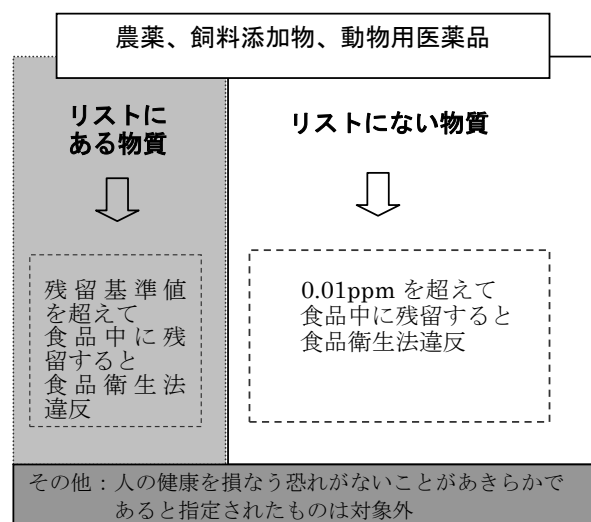 農薬、飼料添加物、動物用医薬品
リストに
ある物質
リストにない物質
残留基準値
を超えて
食品中に残
留すると
食品衛生法
違反
0.01ppm を超えて
食品中に残留すると
食品衛生法違反
その他：人の健康を損なう恐れがないことがあきらかで
あると指定されたものは対象外